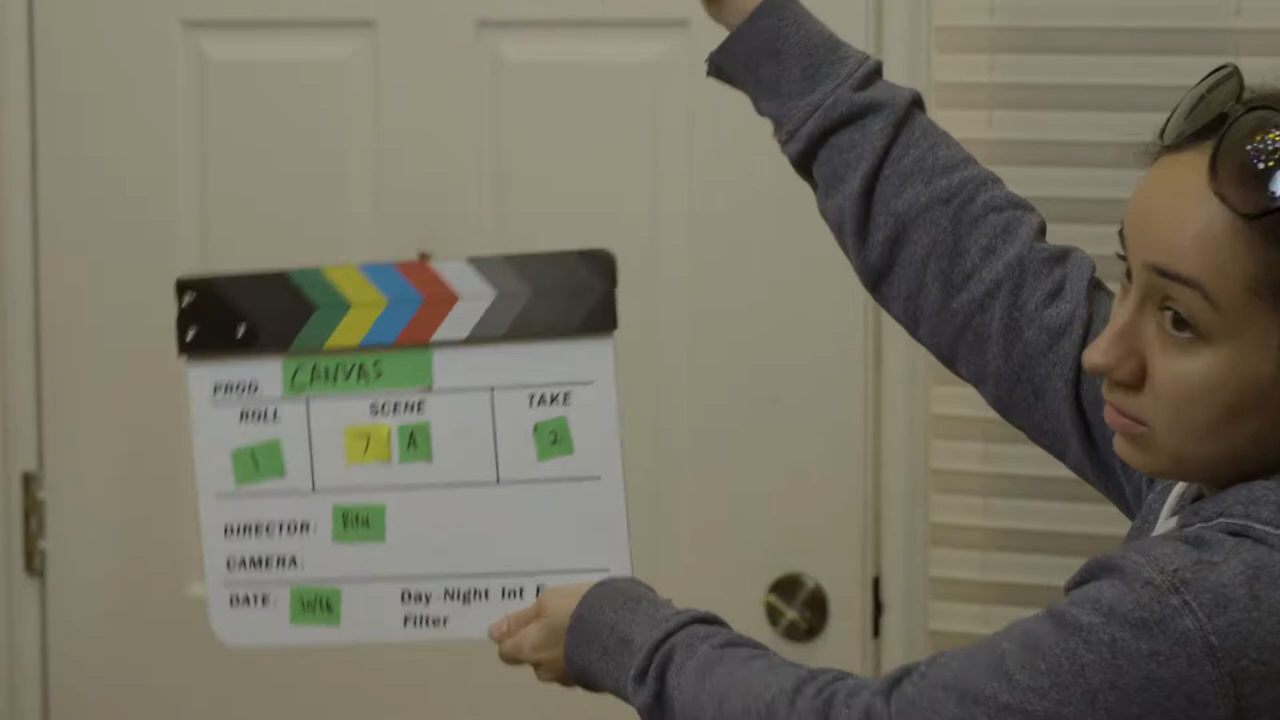 PROD CANVAS
ROLL SCENE TAKE
1 7 A 2
DIRECTOR:
CAMERA:
DATE:
Day Night Int
Filter